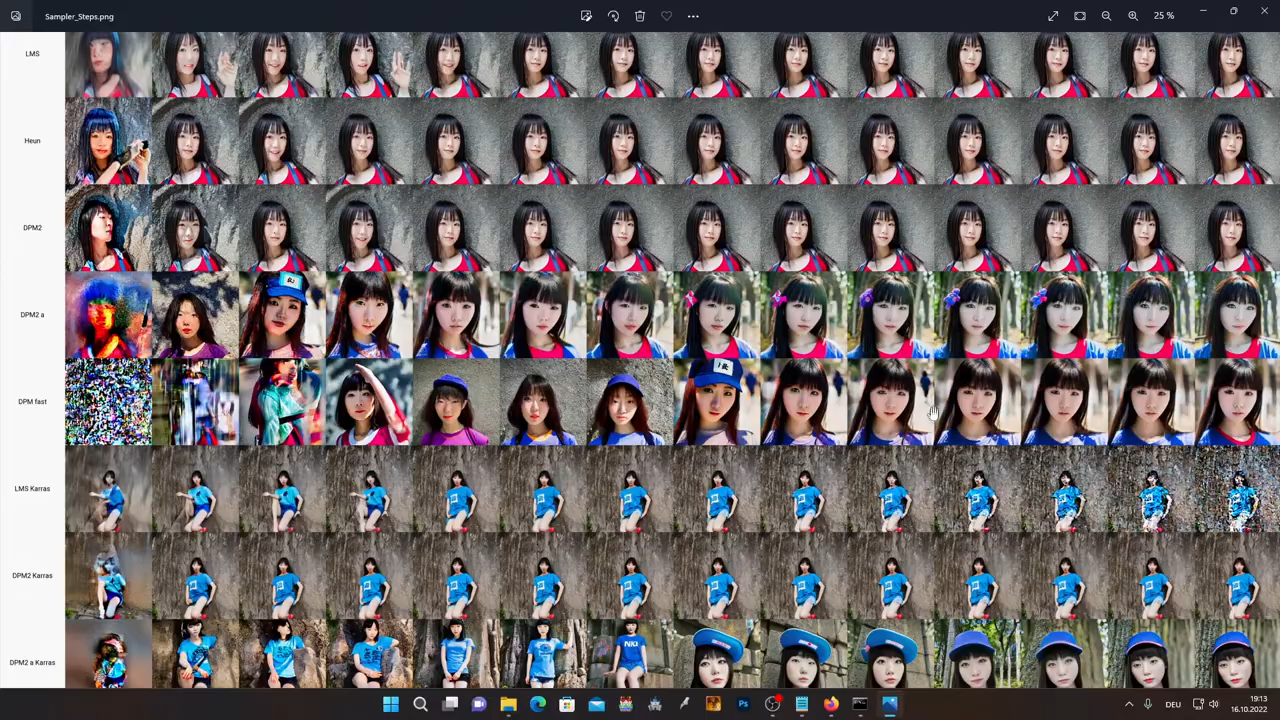 Sampler_Steps.png
25 %
LMS
Heun
DPM2
DPM2 a
DPM fast
LMS Karras
DPM2 Karras
NKI
DPM2 a Karras
DEU
19:13
16.10.2022